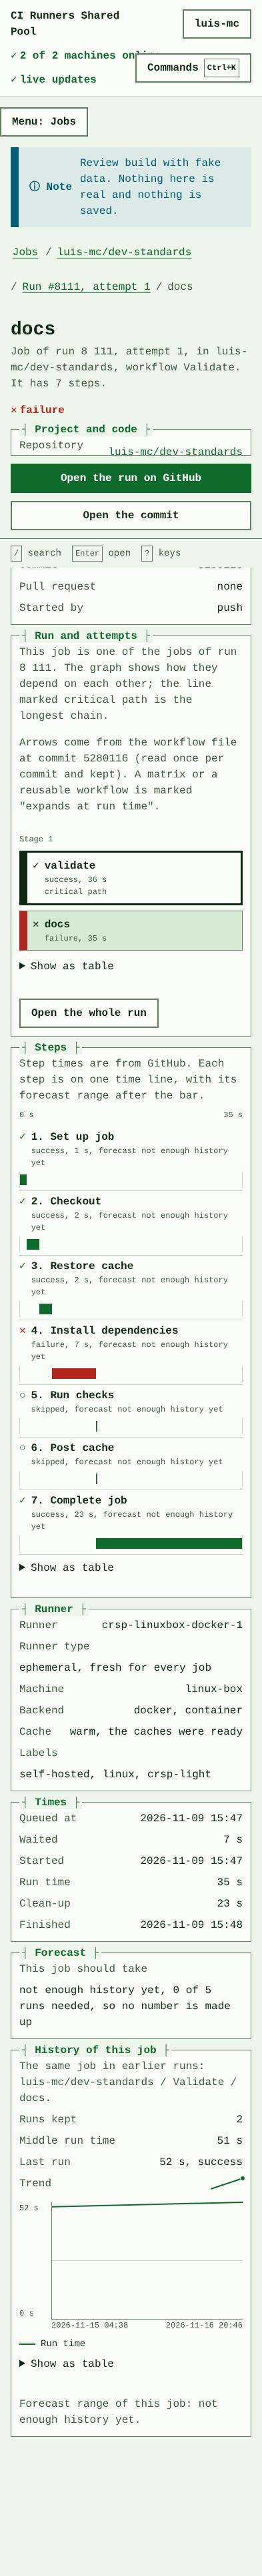 CI Runners Shared
Pool
luis-mc
✓ 2 of 2 machines
Commands Ctrl+K
✓ live updates
Menu: Jobs
ⓘ Note
Review build with fake
data. Nothing here is
real and nothing is
saved.
Jobs / luis-mc/dev-standards
/ Run #8111, attempt 1 / docs
docs
Job of run 8 111, attempt 1, in luis-
mc/dev-standards, workflow Validate.
It has 7 steps.
× failure
Project and code
Repository
luis-mc/dev-standards
Open the run on GitHub
Open the commit
/ search Enter open ? keys
Pull request none
Started by push
Run and attempts
This job is one of the jobs of run
8 111. The graph shows how they
depend on each other; the line
marked critical path is the
longest chain.
Arrows come from the workflow file
at commit 5280116 (read once per
commit and kept). A matrix or a
reusable workflow is marked
"expands at run time".
Stage 1
✓ validate
success, 36 s
critical path
× docs
failure, 35 s
▶ Show as table
Open the whole run
Steps
Step times are from GitHub. Each
step is on one time line, with its
forecast range after the bar.
0 s 35 s
✓ 1. Set up job
success, 1 s, forecast not enough history
yet
✓ 2. Checkout
success, 2 s, forecast not enough history
yet
✓ 3. Restore cache
success, 2 s, forecast not enough history
yet
× 4. Install dependencies
failure, 7 s, forecast not enough history
yet
○ 5. Run checks
skipped, forecast not enough history yet
○ 6. Post cache
skipped, forecast not enough history yet
✓ 7. Complete job
success, 23 s, forecast not enough history
yet
▶ Show as table
Runner
Runner crsp-linuxbox-docker-1
Runner type
ephemeral, fresh for every job
Machine linux-box
Backend docker, container
Cache warm, the caches were ready
Labels
self-hosted, linux, crsp-light
Times
Queued at 2026-11-09 15:47
Waited 7 s
Started 2026-11-09 15:47
Run time 35 s
Clean-up 23 s
Finished 2026-11-09 15:48
Forecast
This job should take
not enough history yet, 0 of 5
runs needed, so no number is made
up
History of this job
The same job in earlier runs:
luis-mc/dev-standards / Validate /
docs.
Runs kept 2
Middle run time 51 s
Last run 52 s, success
Trend
52 s
0 s
2026-11-15 04:38 2026-11-16 20:46
Run time
▶ Show as table
Forecast range of this job: not
enough history yet.